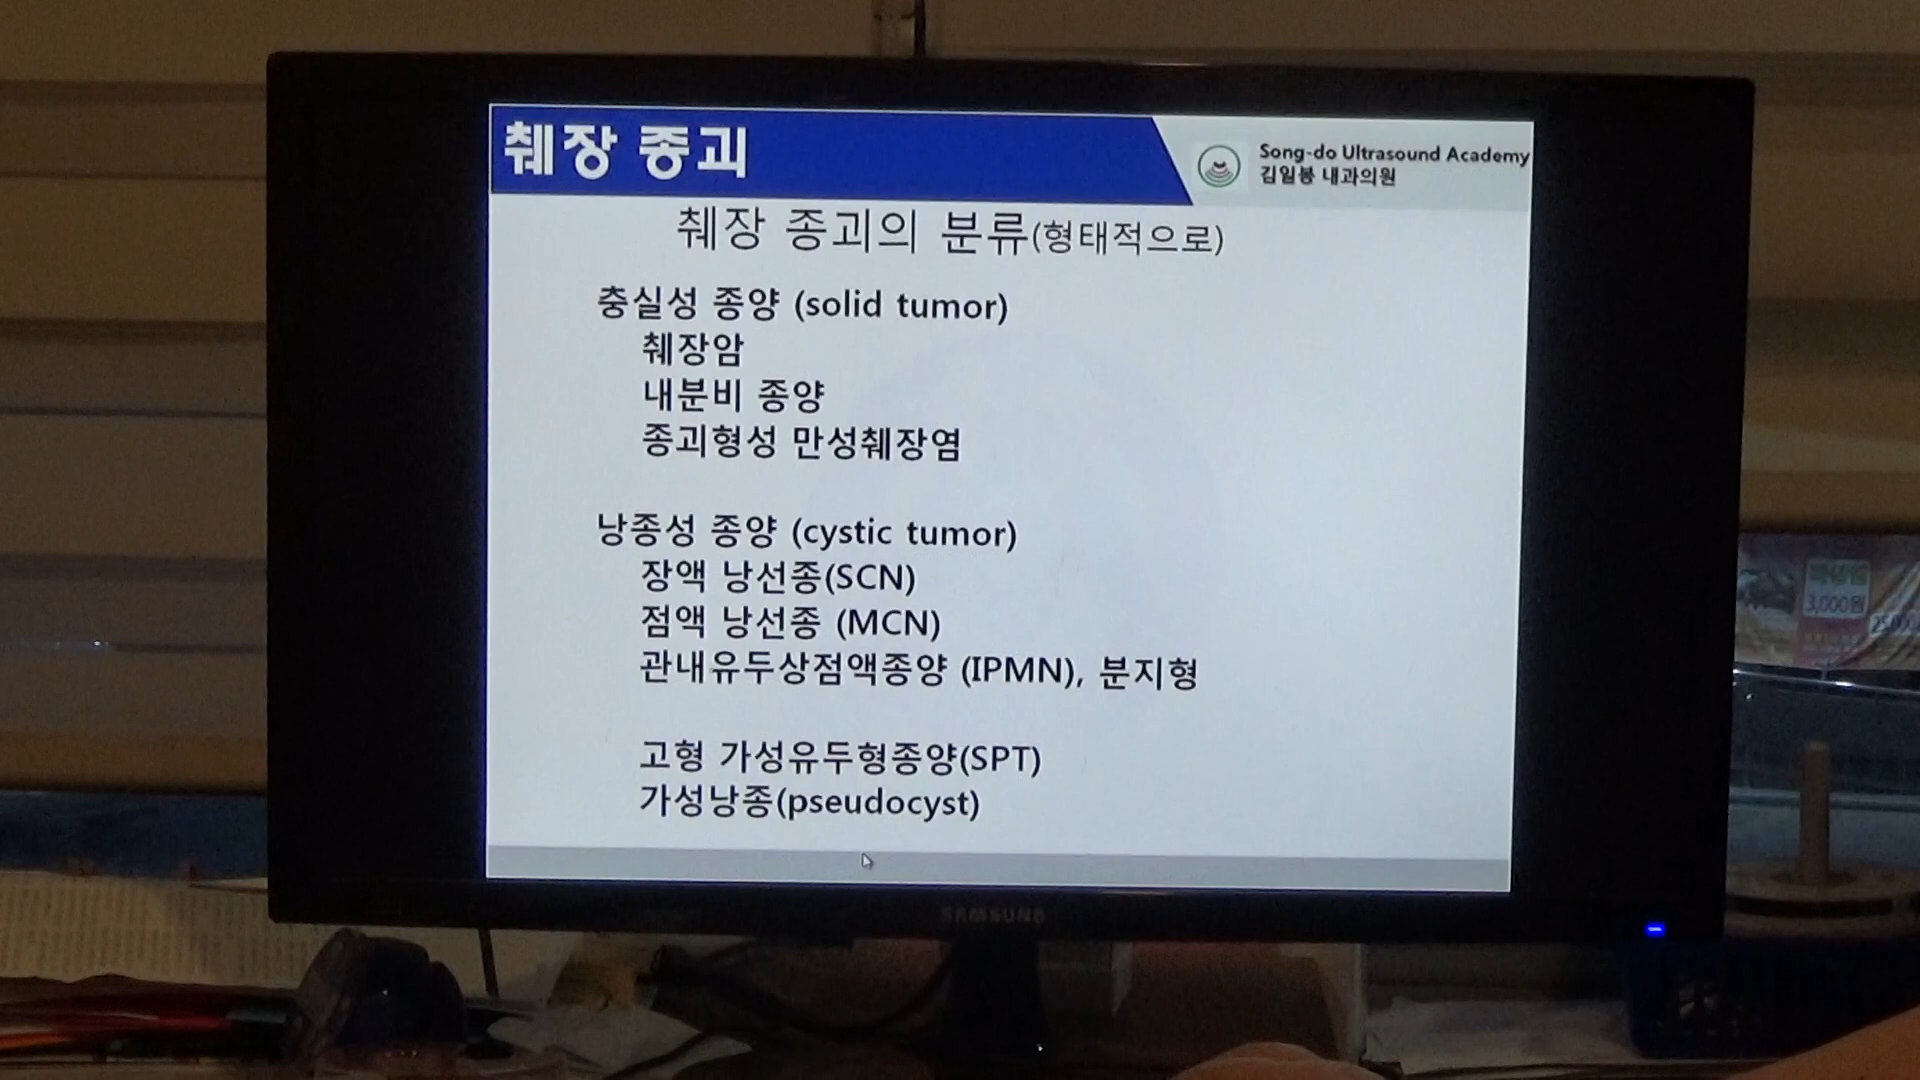 췌장 종괴
Song-do Ultrasound Academy
김일봉 내과의원
췌장 종괴의 분류(형태적으로)
충실성 종양 (solid tumor)
췌장암
내분비 종양
종괴형성 만성췌장염
낭종성 종양 (cystic tumor)
장액 낭선종(SCN)
점액 낭선종 (MCN)
관내유두상점액종양 (IPMN), 분지형
고형 가성유두형종양(SPT)
가성낭종(pseudocyst)
SAMSUNG
3,000원